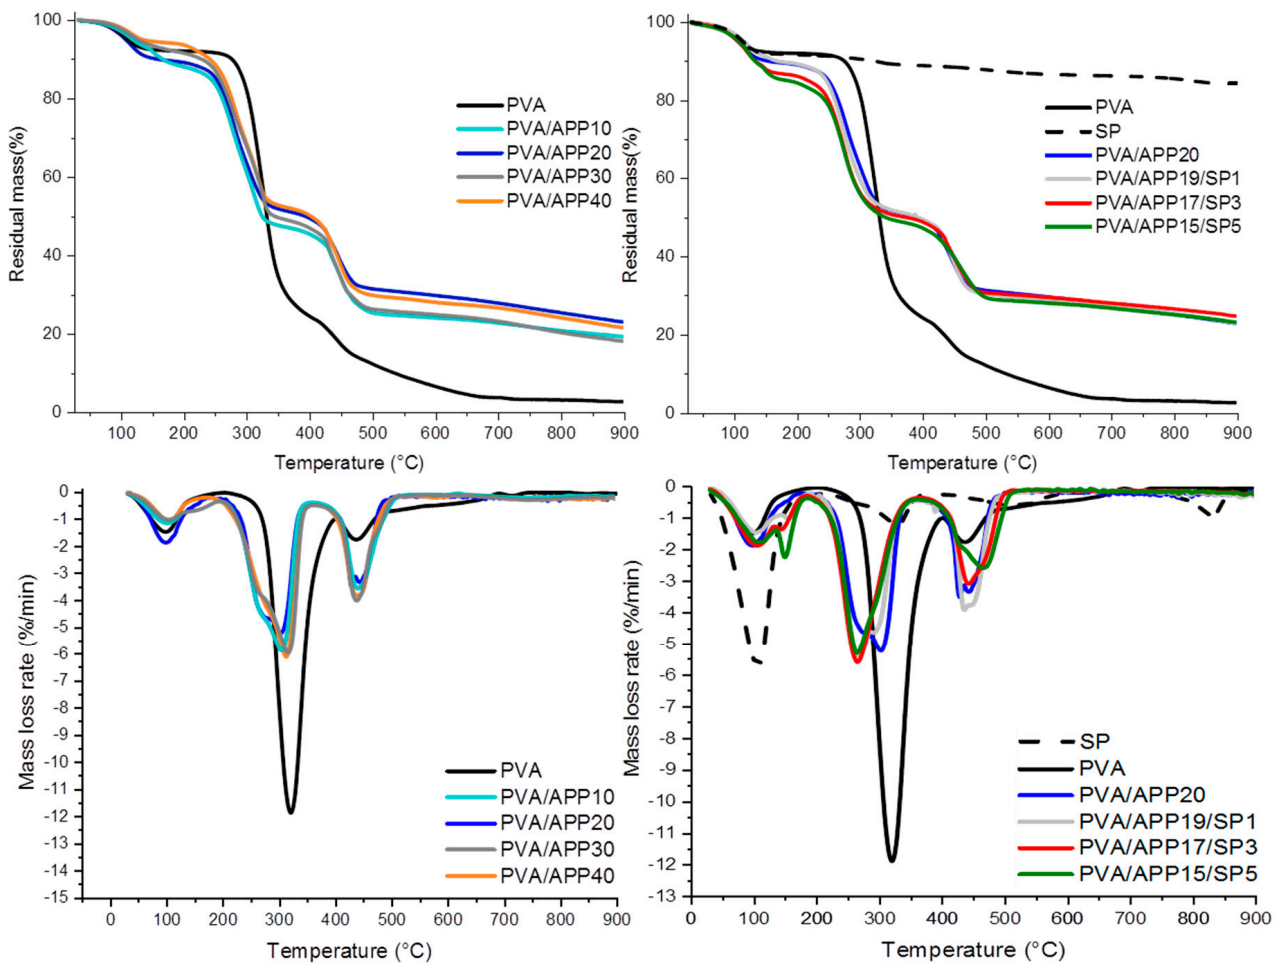 100
80
60
40
20
0
Residual mass(%)
PVA
PVA/APP10
PVA/APP20
PVA/APP30
PVA/APP40
100 200 300 400 500 600 700 800 900
Temperature (°C)
100
80
60
40
20
0
Residual mass(%)
PVA
SP
PVA/APP20
PVA/APP19/SP1
PVA/APP17/SP3
PVA/APP15/SP5
100 200 300 400 500 600 700 800 900
Temperature (°C)
0
-1
-2
-3
-4
-5
-6
-7
-8
-9
-10
-11
-12
-13
-14
-15
Mass loss rate (%/min)
PVA
PVA/APP10
PVA/APP20
PVA/APP30
PVA/APP40
0 100 200 300 400 500 600 700 800 900
Temperature (°C)
0
-1
-2
-3
-4
-5
-6
-7
-8
-9
-10
-11
-12
-13
Mass loss rate (%/min)
SP
PVA
PVA/APP20
PVA/APP19/SP1
PVA/APP17/SP3
PVA/APP15/SP5
0 100 200 300 400 500 600 700 800 900
Temperature (°C)